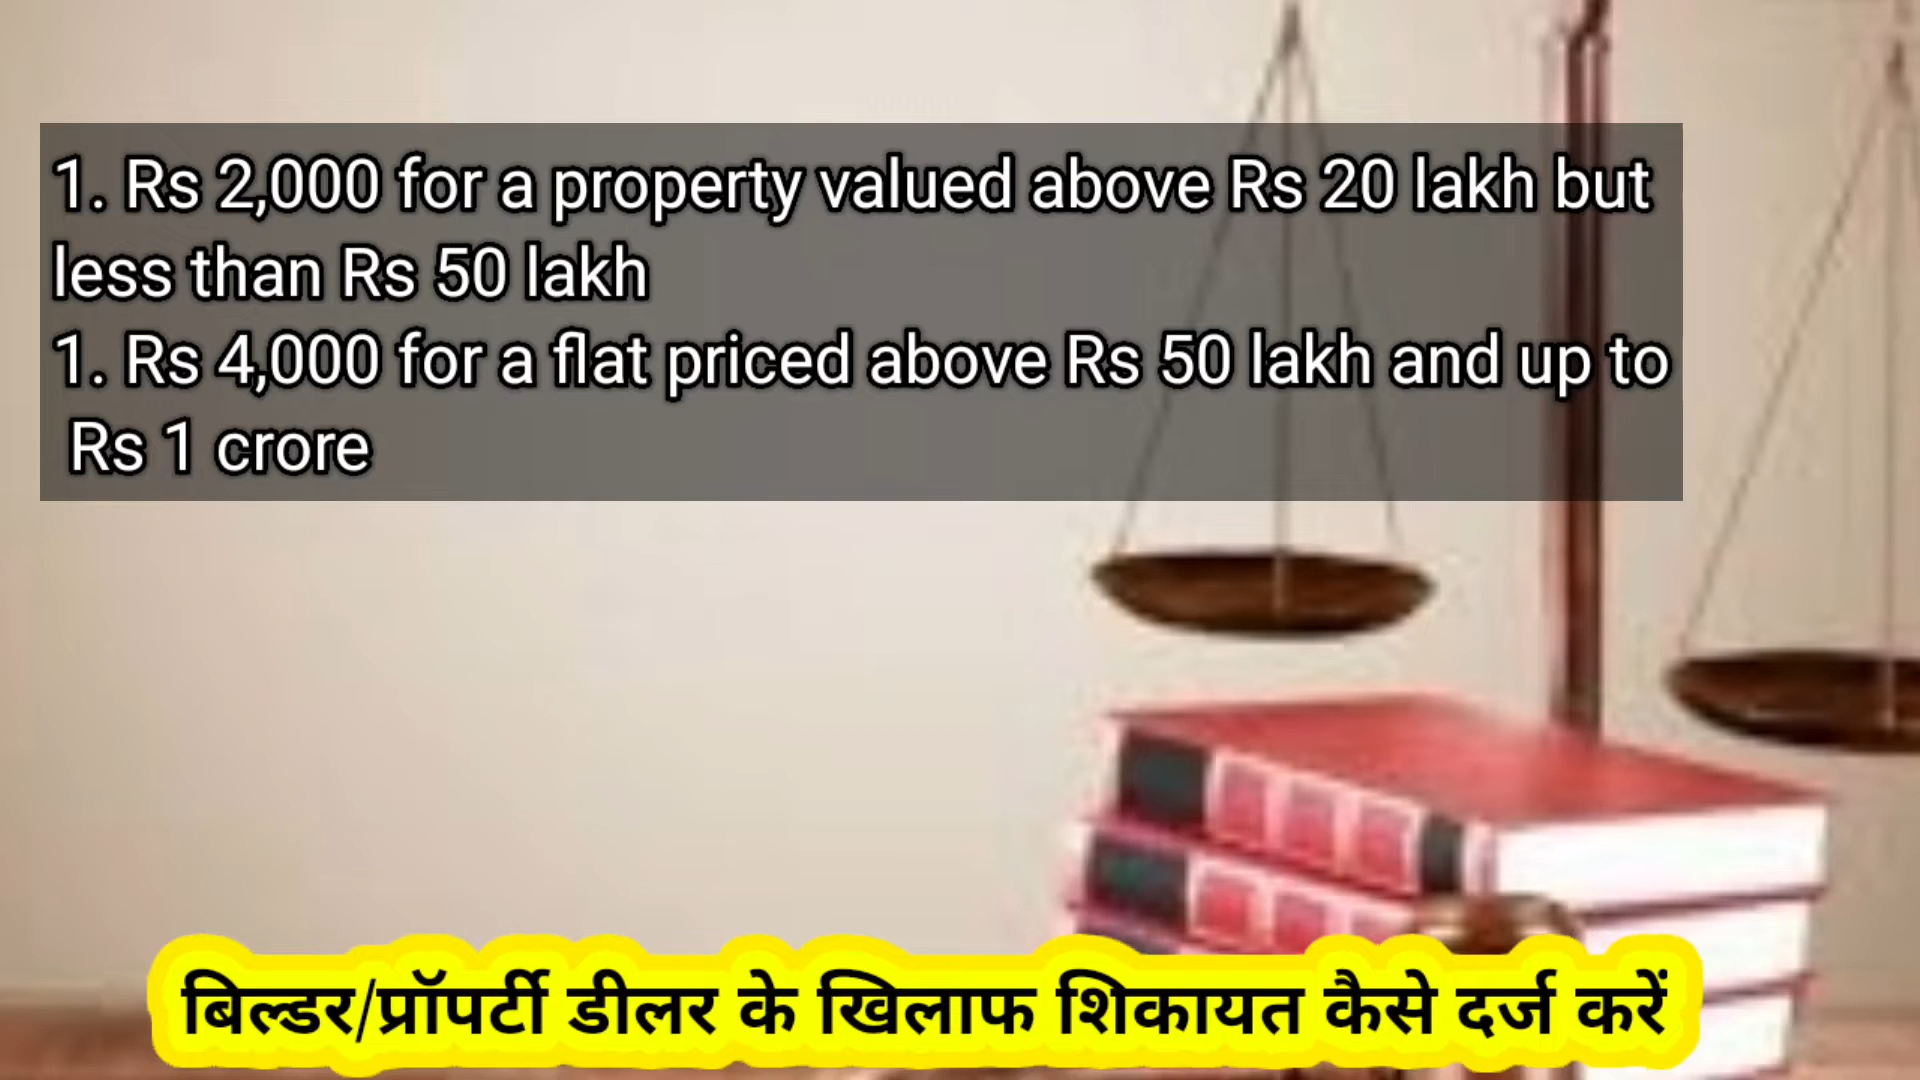 1. Rs 2,000 for a property valued above Rs 20 lakh but
less than Rs 50 lakh
1. Rs 4,000 for a flat priced above Rs 50 lakh and up to
Rs 1 crore
बिल्डर/प्रॉपर्टी डीलर के खिलाफ शिकायत कैसे दर्ज करें